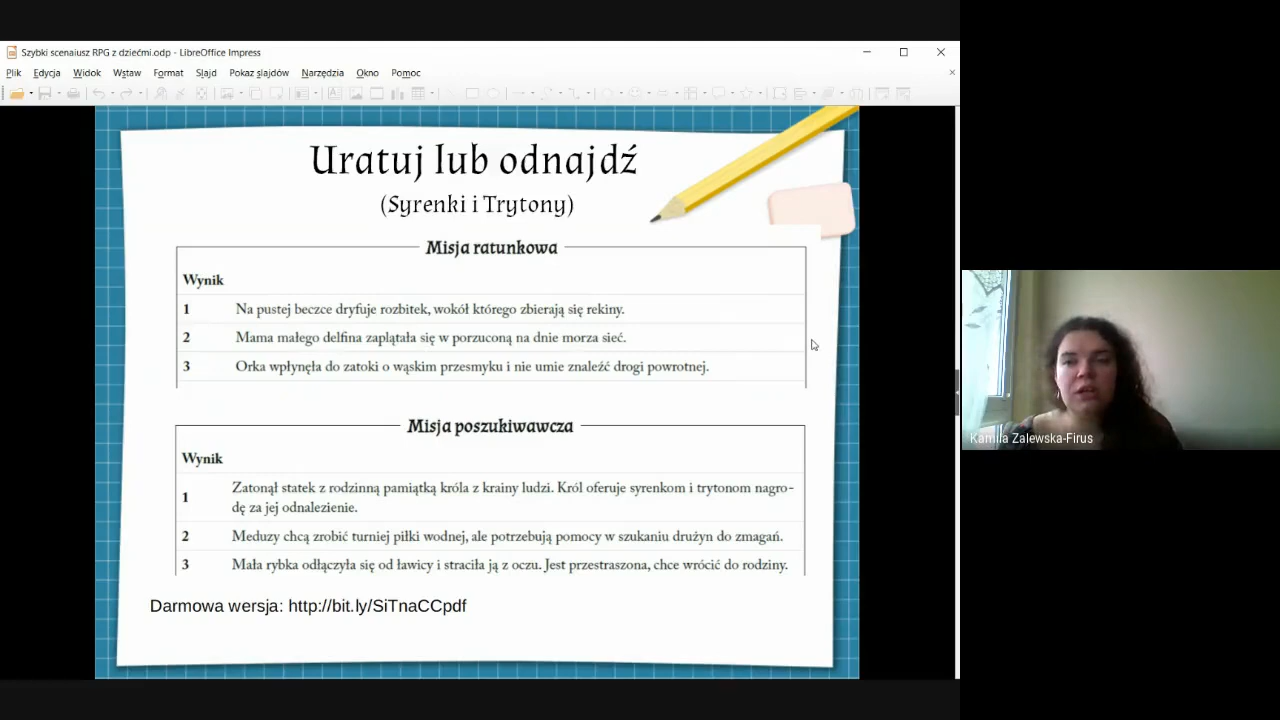 Szybki scenaiusz RPG z dziećmi.odp - LibreOffice Impress
Plik Edycja Widok Wstaw Format Slajd Pokaz slajdów Narzędzia Okno Pomoc
Uratuj lub odnajdź
(Syrenki i Trytony)
Misja ratunkowa
Wynik
1 Na pustej beczce dryfuje rozbitek, wokół którego zbierają się rekiny.
2 Mama małego delfina zaplątała się w porzuconą na dnie morza sieć.
3 Orka wpłynęła do zatoki o wąskim przesmyku i nie umie znaleźć drogi powrotnej.
Misja poszukiwawcza
Wynik
1 Zatonął statek z rodzinną pamiątką króla z krainy ludzi. Król oferuje syrenkom i trytonom nagro-
dę za jej odnalezienie.
2 Meduzy chcą zrobić turniej piłki wodnej, ale potrzebują pomocy w szukaniu drużyn do zmagań.
3 Mała rybka odłączyła się od ławicy i straciła ją z oczu. Jest przestraszona, chce wrócić do rodziny.
Darmowa wersja: http://bit.ly/SiTnaCCpdf
Kamila Zalewska-Firus